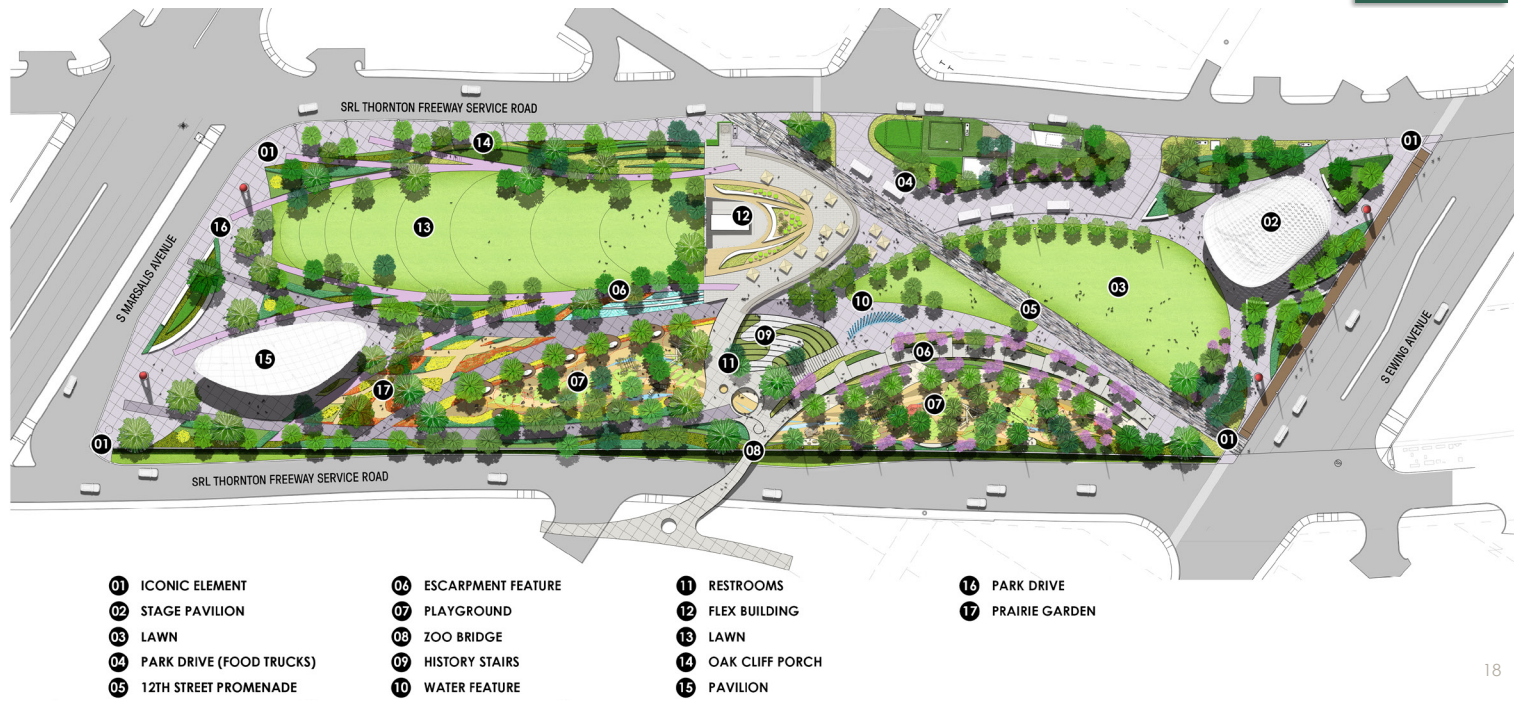 SRL THORNTON FREEWAY SERVICE ROAD
14
01
01
04
16
12
02
13
S MARSALIS AVENUE
06
03
10
05
09
15
11
06
S EWING AVENUE
07
17
07
01
01
08
SRL THORNTON FREEWAY SERVICE ROAD
01 ICONIC ELEMENT
02 STAGE PAVILION
03 LAWN
04 PARK DRIVE (FOOD TRUCKS)
05 12TH STREET PROMENADE
06 ESCARPMENT FEATURE
07 PLAYGROUND
08 ZOO BRIDGE
09 HISTORY STAIRS
10 WATER FEATURE
11 RESTROOMS
12 FLEX BUILDING
13 LAWN
14 OAK CLIFF PORCH
15 PAVILION
16 PARK DRIVE
17 PRAIRIE GARDEN
18